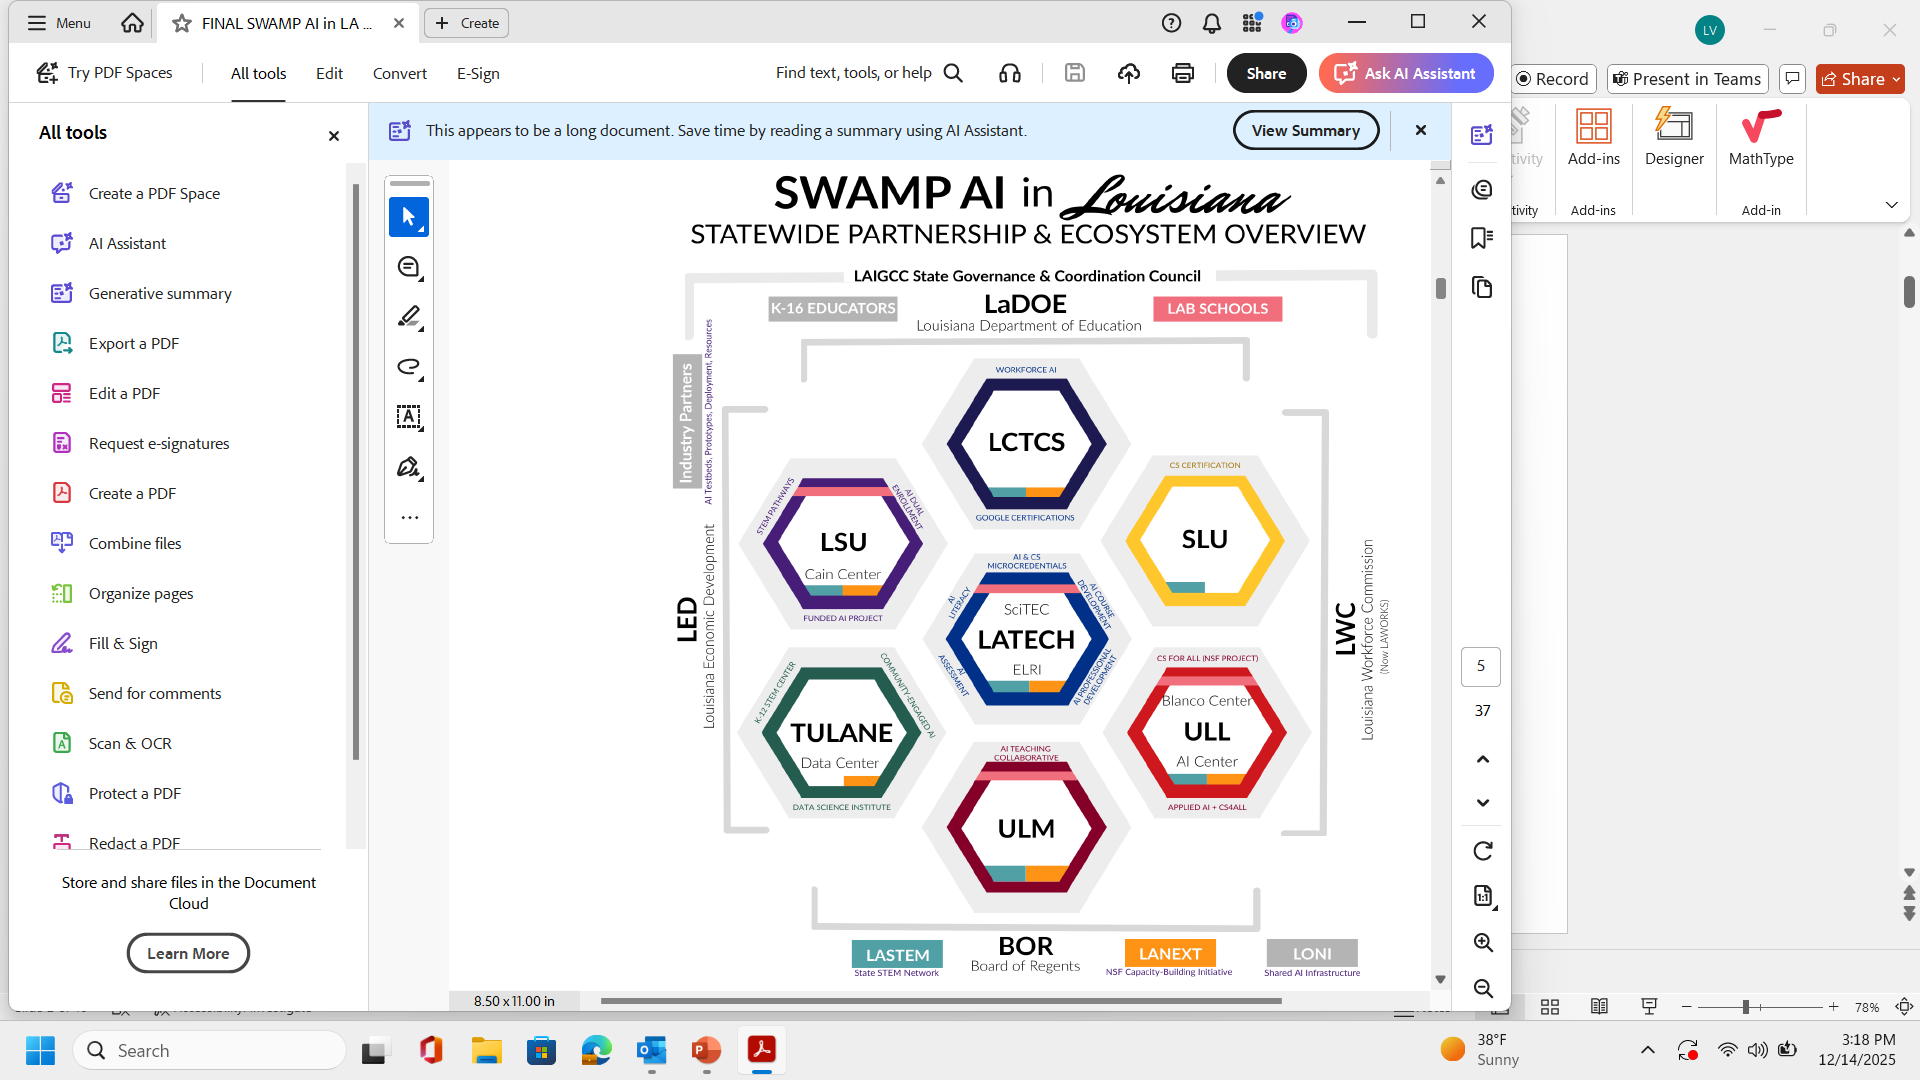 Menu
FINAL SWAMP AI in LA ...
Create
LV
Try PDF Spaces
All tools
Edit
Convert
E-Sign
Find text, tools, or help
Share
Ask AI Assistant
Record
Present in Teams
Share
All tools
This appears to be a long document. Save time by reading a summary using AI Assistant.
View Summary
tivity
Add-ins
Designer
MathType
tivity
Add-ins
Add-in
Create a PDF Space
AI Assistant
Generative summary
Export a PDF
Edit a PDF
Request e-signatures
Create a PDF
Combine files
Organize pages
Fill & Sign
Send for comments
Scan & OCR
Protect a PDF
Redact a PDF
Store and share files in the Document
Cloud
Learn More
SWAMP AI in Louisiana
STATEWIDE PARTNERSHIP & ECOSYSTEM OVERVIEW
LAIGCC State Governance & Coordination Council
K-16 EDUCATORS
LaDOE
LAB SCHOOLS
Louisiana Department of Education
Industry Partners
AI Testbeds, Prototypes, Deployment, Resources
LED
Louisiana Economic Development
WORKFORCE AI
LCTCS
GOOGLE CERTIFICATIONS
STEM PATHWAYS
AI DUAL
ENROLLMENT
LSU
Cain Center
FUNDED AI PROJECT
CS CERTIFICATION
SLU
AI & CS
MICROCREDENTIALS
AI
LITERACY
AI COURSE
DEVELOPMENT
SciTEC
LATECH
ELRI
AI
ASSESSMENT
AI PROFESSIONAL
DEVELOPMENT
K-12 STEM CENTER
COMMUNITY-ENGAGED AI
TULANE
Data Center
DATA SCIENCE INSTITUTE
CS FOR ALL (NSF PROJECT)
Blanco Center
ULL
AI Center
APPLIED AI + CS4ALL
AI TEACHING
COLLABORATIVE
ULM
LWC
Louisiana Workforce Commission
(Now LAWORKS)
BOR
Board of Regents
LASTEM
State STEM Network
LANEXT
NSF Capacity-Building Initiative
LONI
Shared AI Infrastructure
5
37
8.50 x 11.00 in
78%
Search
38°F
Sunny
3:18 PM
12/14/2025